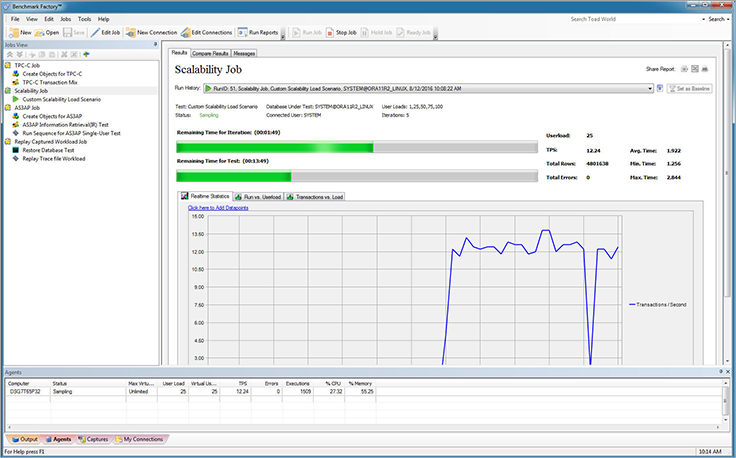 Benchmark Factory™
File View Edit Jobs Tools Help Search Toad World Search
New Open Save Edit Job New Connection Edit Connections Run Reports Run Job Stop Job Hold Job Ready Job
Jobs View
TPC-C Job
Create Objects for TPC-C
TPC-C Transaction Mix
Scalability Job
Custom Scalability Load Scenario
AS3AP Job
Create Objects for AS3AP
AS3AP Information Retrieval(IR) Test
Run Sequence for AS3AP Single-User Test
Replay Captured Workload Job
Restore Database Test
Replay Trace file Workload
Results Compare Results Messages
Scalability Job
Share Report:
Run History: RunID: 51, Scalability Job, Custom Scalability Load Scenario, SYSTEM@ORA11R2_LINUX, 8/12/2016 10:08:22 AM Set as Baseline
Test: Custom Scalability Load Scenario Database Under Test: SYSTEM@ORA11R2_LINUX User Loads: 1,25,50,75,100
Status: Sampling Connected User: SYSTEM Iterations: 5
Remaining Time for Iteration: (00:01:49)
Remaining Time for Test: (00:13:49)
Userload: 25
TPS: 12.24 Avg. Time: 1.922
Total Rows: 4801638 Min. Time: 1.256
Total Errors: 0 Max. Time: 2.844
Realtime Statistics Run vs. Userload Transactions vs. Load
Click here to Add Datapoints
15.00
13.50
12.00
10.50
9.00
7.50
6.00
4.50
3.00
Transactions/Second
Agents
Computer Status Max Virtu... User Load Virtual Us... TPS Errors Executions % CPU % Memory
DSG7T65P32 Sampling Unlimited 25 25 12.24 0 1509 27.32 55.25
Output Agents Captures My Connections
For Help press F1 10:14 AM